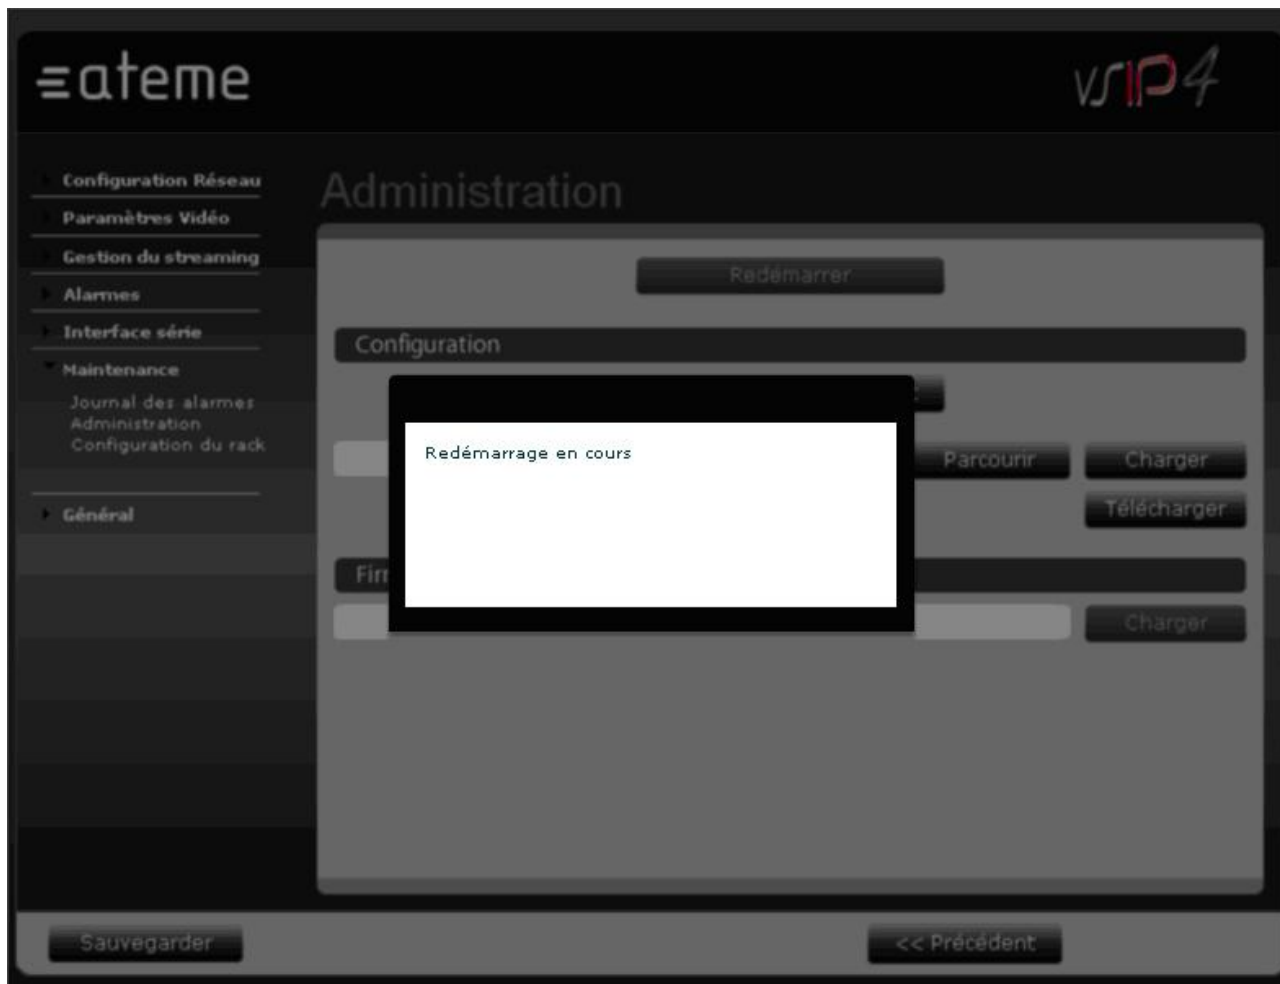 ateme
VSIP4
Configuration Réseau
Paramètres Vidéo
Gestion du streaming
Alarmes
Interface série
Maintenance
Journal des alarmes
Administration
Configuration du rack
Général
Administration
Redémarrer
Configuration
Redémarrage en cours
Parcourir
Charger
Télécharger
Charger
Sauvegarder
<< Précédent